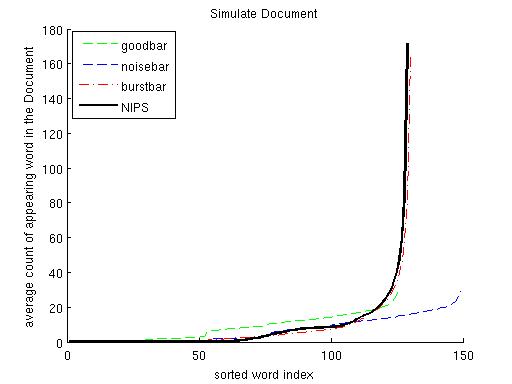 Simulate Document
average count of appearing word in the Document
180
160
140
120
100
80
60
40
20
0
goodbar
noisebar
burstbar
NIPS
0
50
100
150
sorted word index